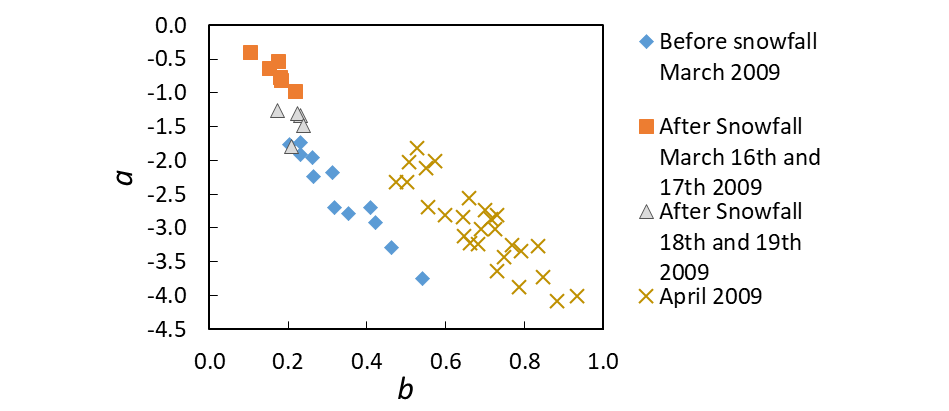 0.0
-0.5
-1.0
-1.5
-2.0
-2.5
-3.0
-3.5
-4.0
-4.5
a
0.0 0.2 0.4 0.6 0.8 1.0
b
Before snowfall
March 2009
After Snowfall
March 16th and
17th 2009
After Snowfall
18th and 19th
2009
April 2009